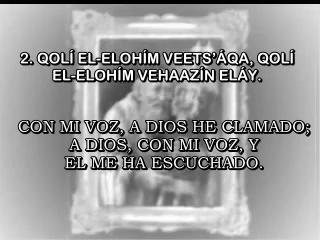 2. QOLÍ EL-ELOHÍM VEETS'ÁQA, QOLÍ
EL-ELOHÍM VEHAAZÍN ELÁY.
CON MI VOZ, A DIOS HE CLAMADO;
A DIOS, CON MI VOZ, Y
EL ME HA ESCUCHADO.